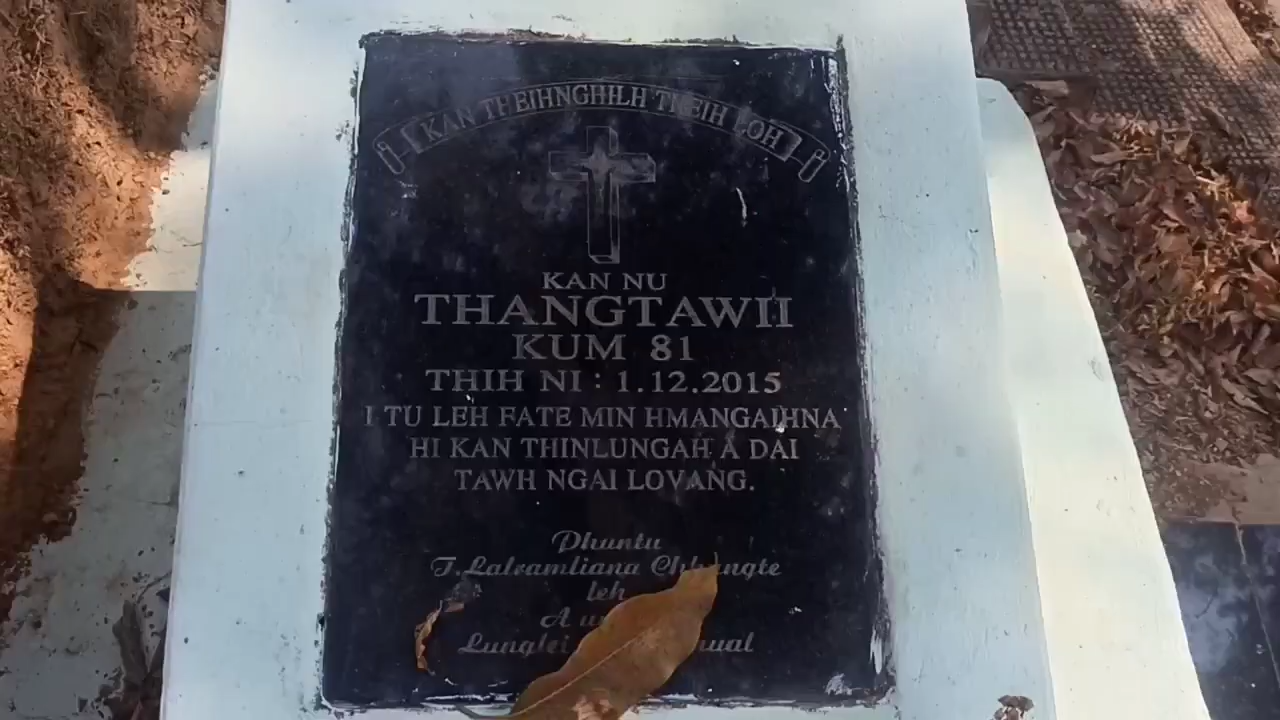 KAN THEIHNGHILH THEIH LOH
KAN NU
THANGTAWII
KUM 81
THIH NI : 1.12.2015
I TU LEH FATE MIN HMANGAIHNA
HI KAN THINLUNGAH A DAI
TAWH NGAI LOVANG.
Phuntu
T.Lalramliana Chhangte
leh
A
Lunglei